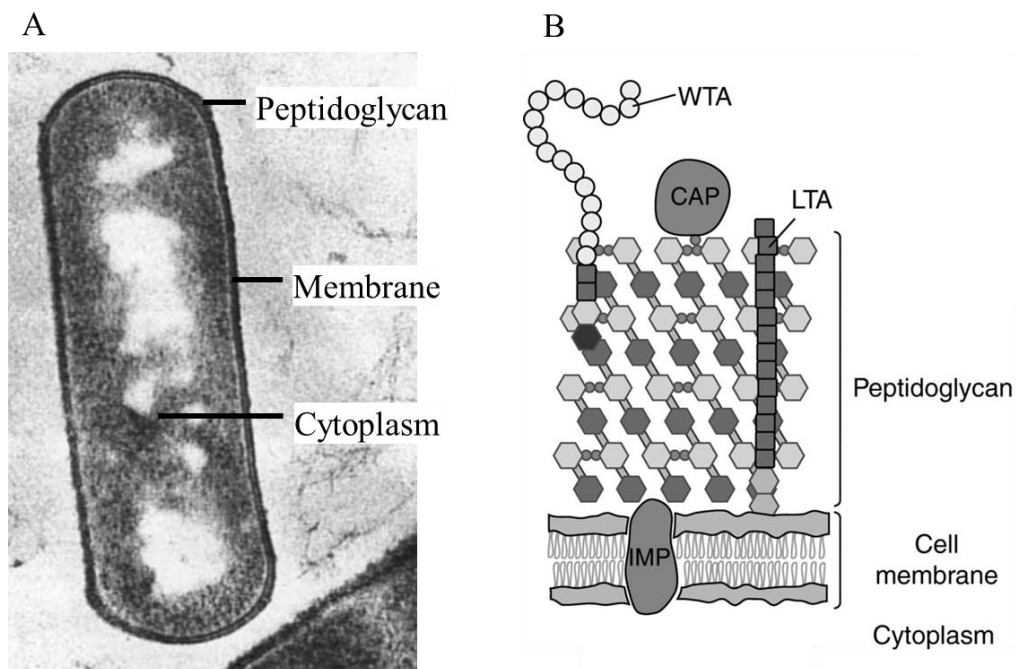 A
Peptidoglycan
Membrane
Cytoplasm
B
WTA
CAP
LTA
Peptidoglycan
IMP
Cell
membrane
Cytoplasm